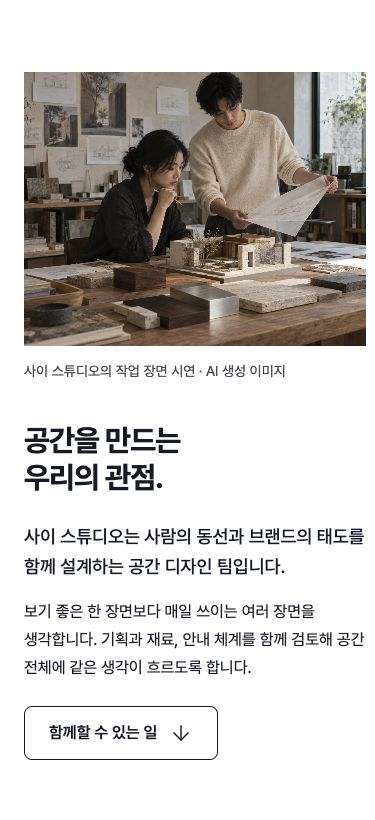 사이 스튜디오의 작업 장면 시연 · AI 생성 이미지
공간을 만드는
우리의 관점.
사이 스튜디오는 사람의 동선과 브랜드의 태도를
함께 설계하는 공간 디자인 팀입니다.
보기 좋은 한 장면보다 매일 쓰이는 여러 장면을
생각합니다. 기획과 재료, 안내 체계를 함께 검토해 공간
전체에 같은 생각이 흐르도록 합니다.
함께할 수 있는 일 ↓